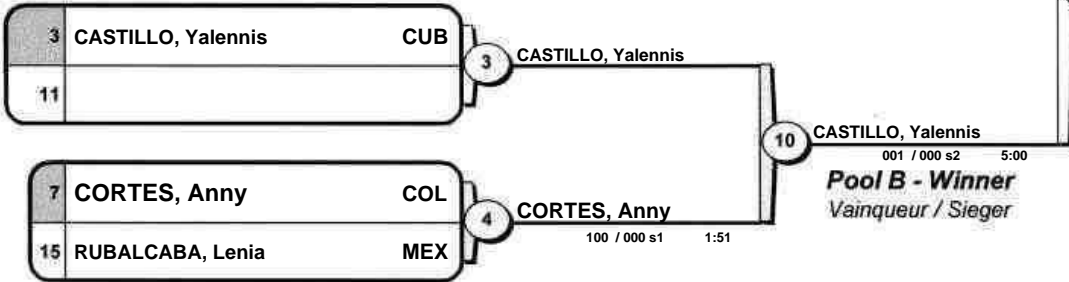 3 CASTILLO, Yalennis CUB
11
3
CASTILLO, Yalennis
7 CORTES, Anny COL
15 RUBALCABA, Lenia MEX
4
CORTES, Anny
100 / 000 s1 1:51
10
CASTILLO, Yalennis
001 / 000 s2 5:00
Pool B - Winner
Vainqueur / Sieger